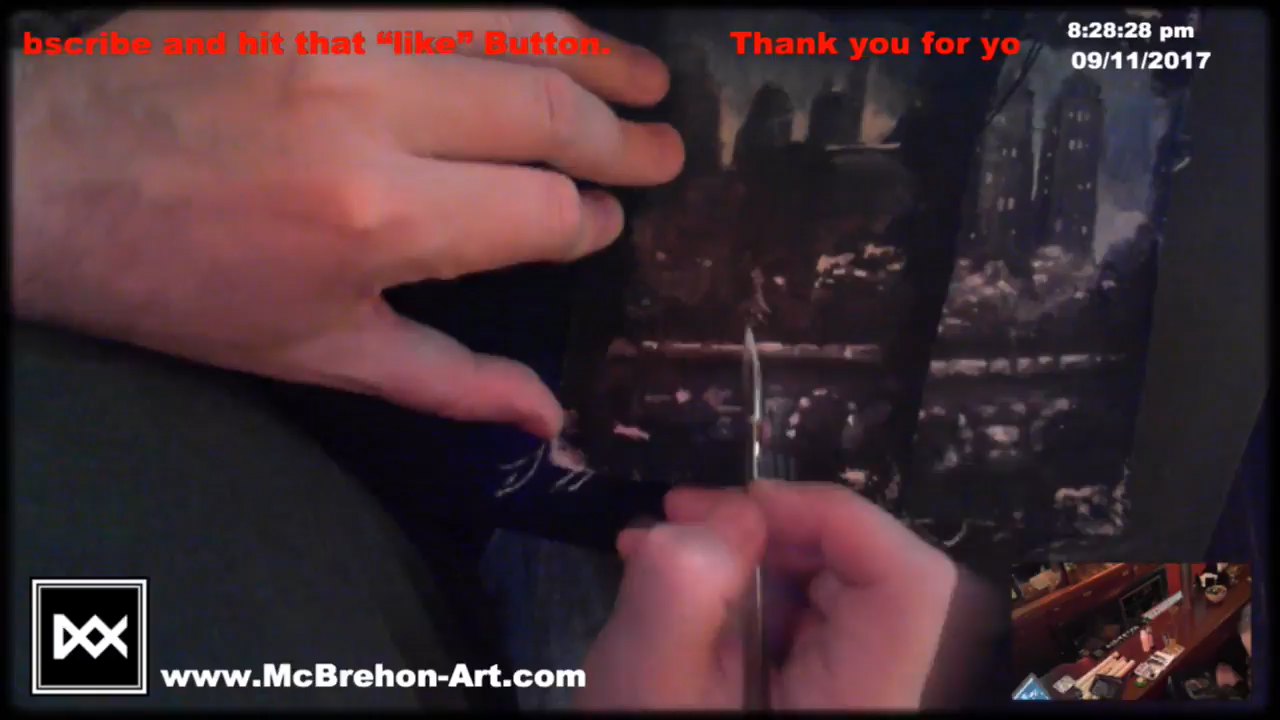 bscribe and hit that “like” Button. Thank you for yo
8:28:28 pm
09/11/2017
www.McBrehon-Art.com